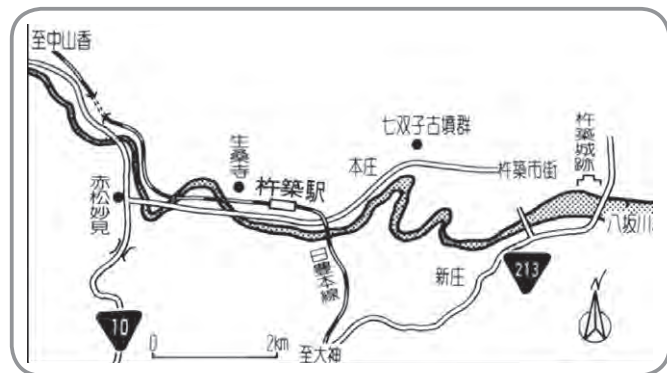 至中山香
七双子古墳群
杵築城跡
生桑寺
本庄
杵築市街
杵築駅
赤松妙見
八坂川
日豊本線
新庄
213
10
0
2km
至大神
N